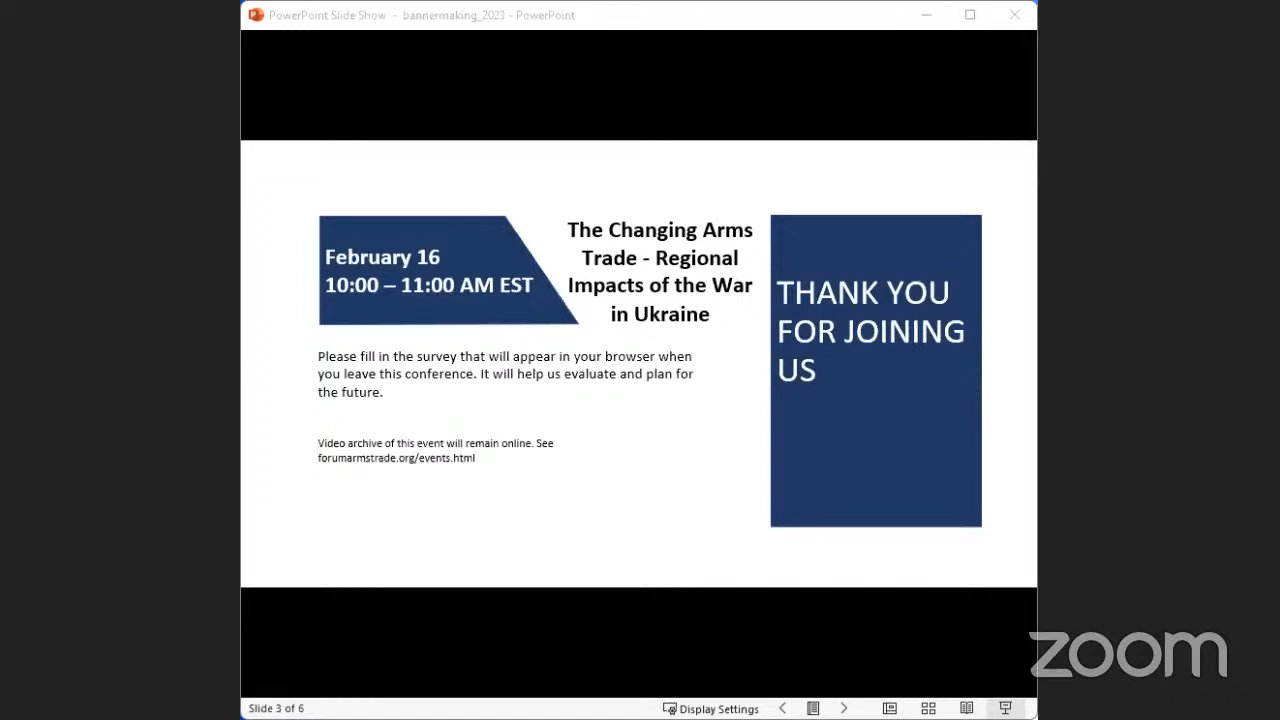 PowerPoint Slide Show - bannermaking_2023 - PowerPoint
February 16
10:00 – 11:00 AM EST
The Changing Arms
Trade - Regional
Impacts of the War
in Ukraine
THANK YOU
FOR JOINING
US
Please fill in the survey that will appear in your browser when
you leave this conference. It will help us evaluate and plan for
the future.
Video archive of this event will remain online. See
forumarmstrade.org/events.html
zoom
Slide 3 of 6
Display Settings